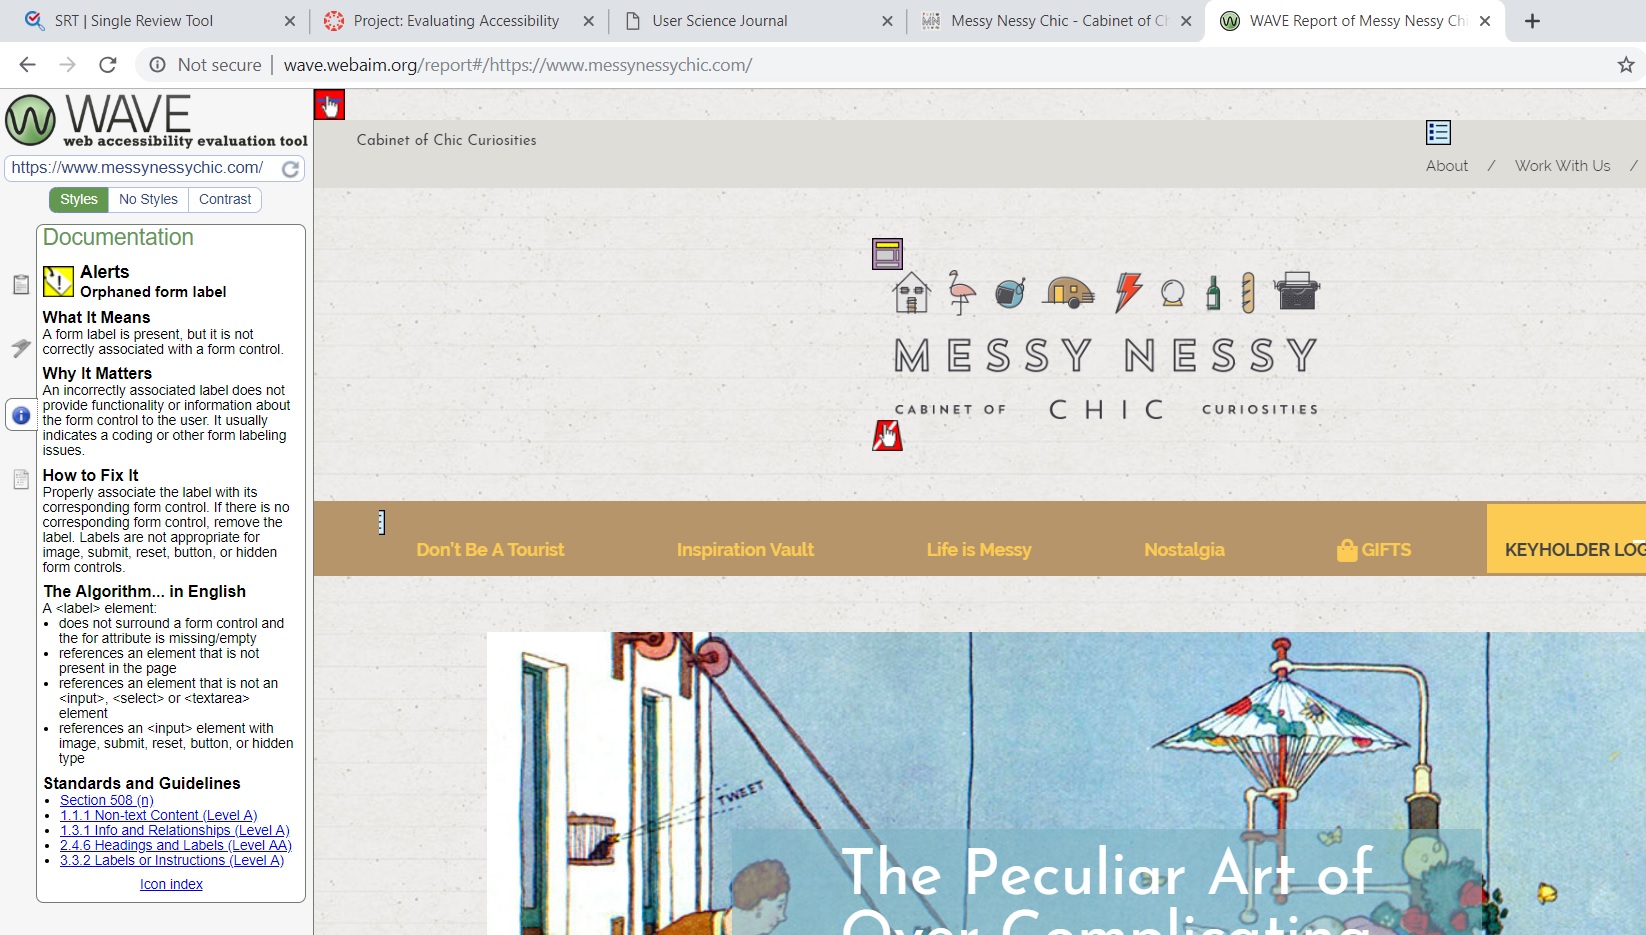 SRT | Single Review Tool
Project: Evaluating Accessibility
User Science Journal
Messy Nessy Chic - Cabinet of Ch
WAVE Report of Messy Nessy Chi
Not secure | wave.webaim.org/report#/https://www.messynessychic.com/
WAVE
web accessibility evaluation tool
https://www.messynessychic.com/
Styles No Styles Contrast
Documentation
Alerts
Orphaned form label
What It Means
A form label is present, but it is not
correctly associated with a form control.
Why It Matters
An incorrectly associated label does not
provide functionality or information about
the form control to the user. It usually
indicates a coding or other form labeling
issues.
How to Fix It
Properly associate the label with its
corresponding form control. If there is no
corresponding form control, remove the
label. Labels are not appropriate for
image, submit, reset, button, or hidden
form controls.
The Algorithm... in English
A <label> element:
does not surround a form control and
the for attribute is missing/empty
references an element that is not
present in the page
references an element that is not an
<input>, <select> or <textarea>
element
references an <input> element with
image, submit, reset, button, or hidden
type
Standards and Guidelines
Section 508 (n)
1.1.1 Non-text Content (Level A)
1.3.1 Info and Relationships (Level A)
2.4.6 Headings and Labels (Level AA)
3.3.2 Labels or Instructions (Level A)
Icon index
Cabinet of Chic Curiosities
About / Work With Us /
MESSY NESSY
CABINET OF CHIC CURIOSITIES
Don't Be A Tourist
Inspiration Vault
Life is Messy
Nostalgia
GIFTS
KEYHOLDER LOG
TWEET
The Peculiar Art of
Over Complicating